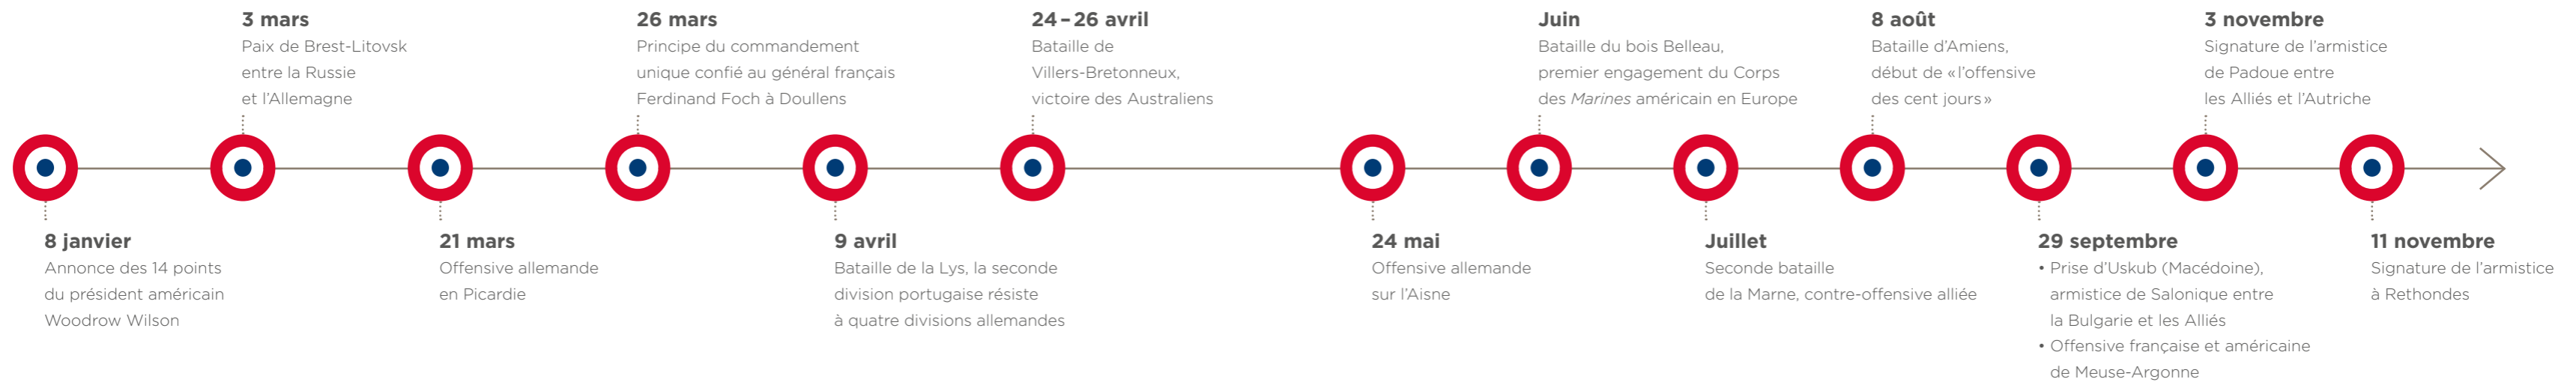 3 mars
Paix de Brest-Litovsk
entre la Russie
et l’Allemagne
26 mars
Principe du commandement
unique confié au général français
Ferdinand Foch à Doullens
24 – 26 avril
Bataille de
Villers-Bretonneux,
victoire des Australiens
Juin
Bataille du bois Belleau,
premier engagement du Corps
des Marines américain en Europe
8 août
Bataille d’Amiens,
début de « l’offensive
des cent jours »
3 novembre
Signature de l’armistice
de Padoue entre
les Alliés et l’Autriche
8 janvier
Annonce des 14 points
du président américain
Woodrow Wilson
21 mars
Offensive allemande
en Picardie
9 avril
Bataille de la Lys, la seconde
division portugaise résiste
à quatre divisions allemandes
24 mai
Offensive allemande
sur l’Aisne
Juillet
Seconde bataille
de la Marne, contre-offensive alliée
29 septembre
• Prise d’Uskub (Macédoine),
armistice de Salonique entre
la Bulgarie et les Alliés
• Offensive française et américaine
de Meuse-Argonne
11 novembre
Signature de l’armistice
à Rethondes